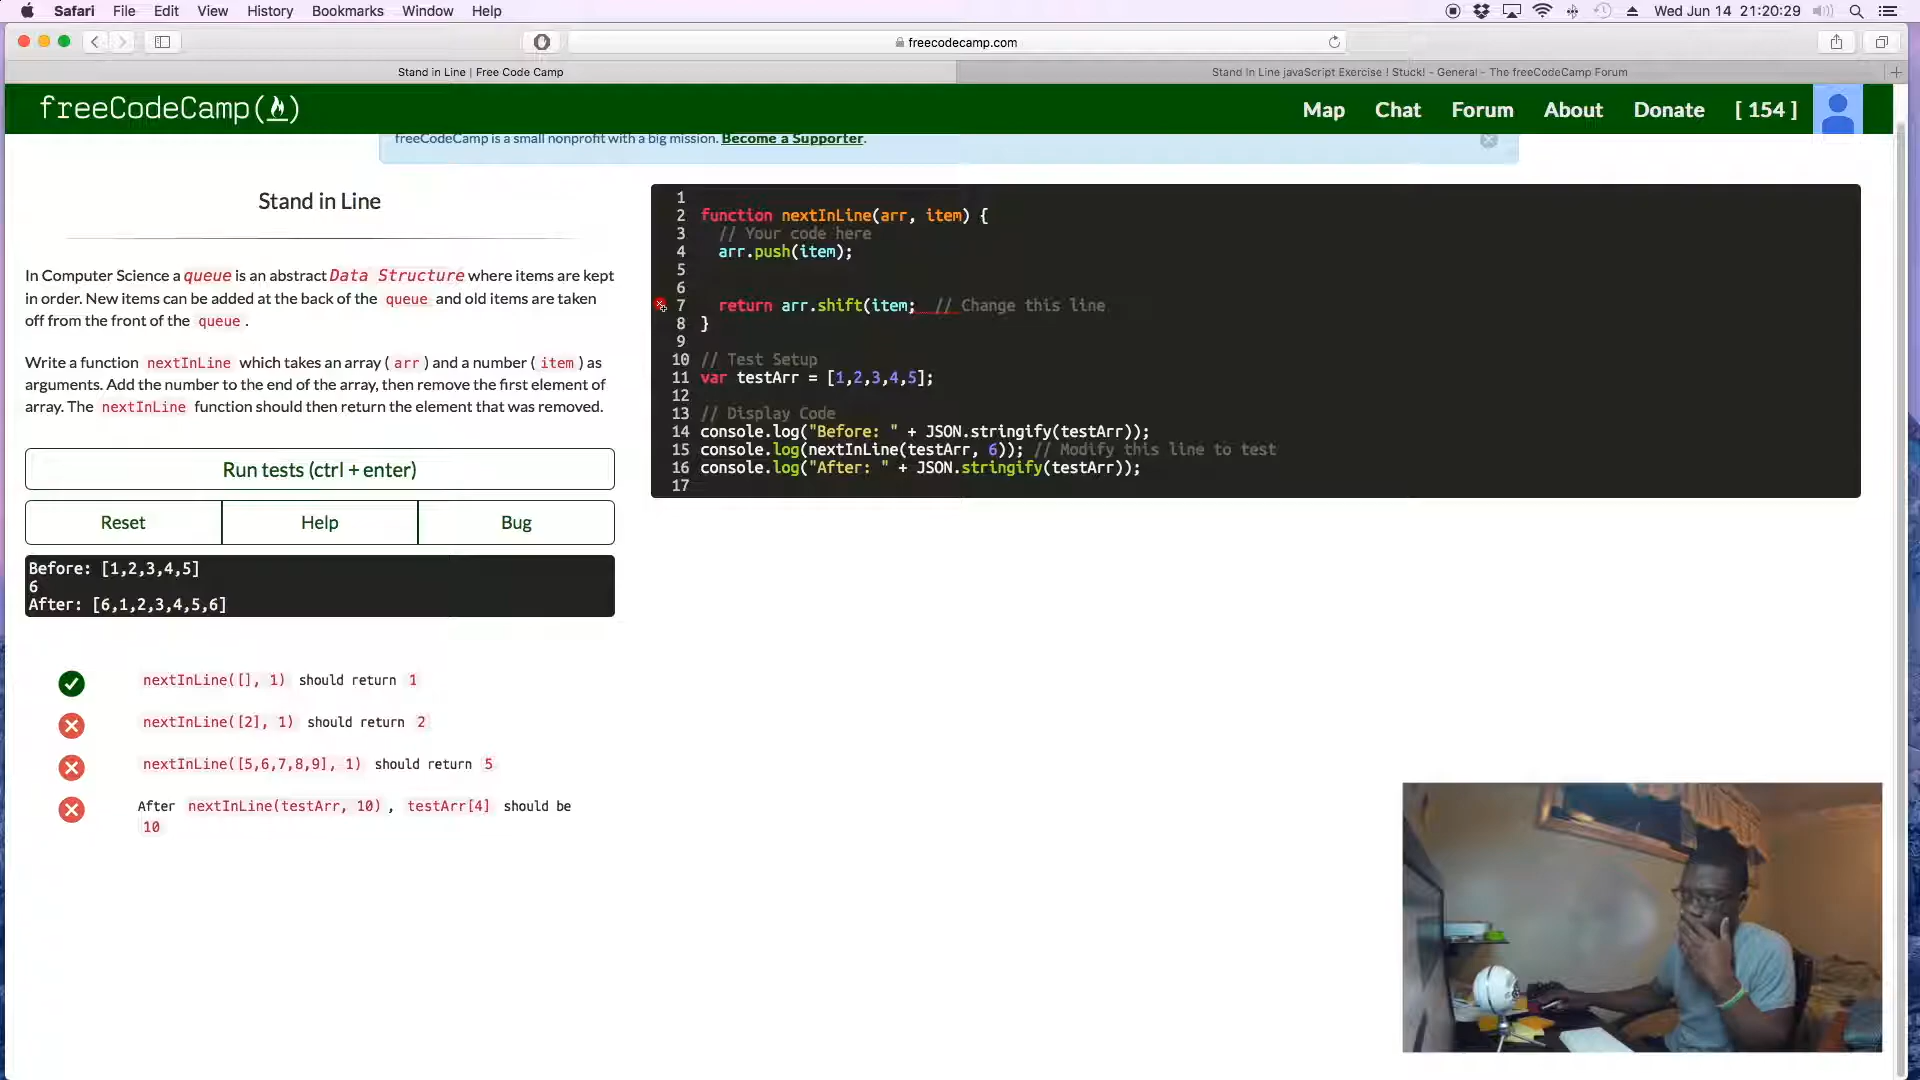 Safari File Edit View History Bookmarks Window Help Wed Jun 14 21:20:29
freecodecamp.com
Stand in Line | Free Code Camp
Stand In Line javaScript Exercise ! Stuck! - General - The freeCodeCamp Forum
freeCodeCamp
Map Chat Forum About Donate [ 154 ]
freeCodeCamp is a small nonprofit with a big mission. Become a Supporter.
Stand in Line
In Computer Science a queue is an abstract Data Structure where items are kept
in order. New items can be added at the back of the queue and old items are taken
off from the front of the queue .
Write a function nextInLine which takes an array ( arr ) and a number ( item ) as
arguments. Add the number to the end of the array, then remove the first element of
array. The nextInLine function should then return the element that was removed.
Run tests (ctrl + enter)
Reset Help Bug
Before: [1,2,3,4,5]
6
After: [6,1,2,3,4,5,6]
nextInLine([], 1) should return 1
nextInLine([2], 1) should return 2
nextInLine([5,6,7,8,9], 1) should return 5
After nextInLine(testArr, 10) , testArr[4] should be
10
1
2 function nextInLine(arr, item) {
3 // Your code here
4 arr.push(item);
5
6
7 return arr.shift(item; // Change this line
8 }
9
10 // Test Setup
11 var testArr = [1,2,3,4,5];
12
13 // Display Code
14 console.log("Before: " + JSON.stringify(testArr));
15 console.log(nextInLine(testArr, 6)); // Modify this line to test
16 console.log("After: " + JSON.stringify(testArr));
17